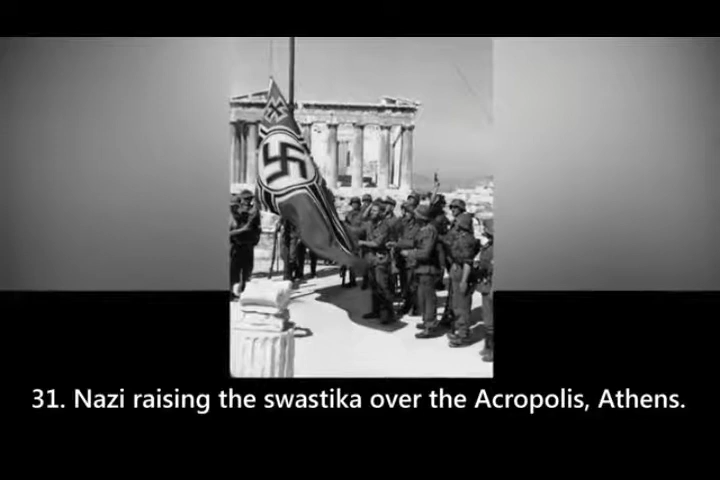 31. Nazi raising the swastika over the Acropolis, Athens.